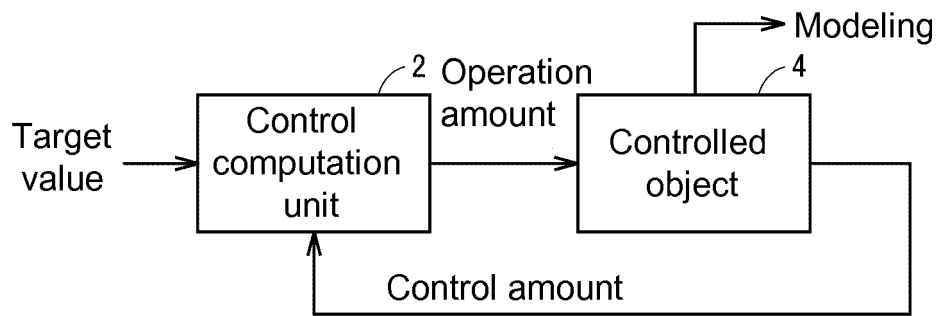 Modeling
2
Operation
amount
4
Target
value
Control
computation
unit
Controlled
object
Control amount